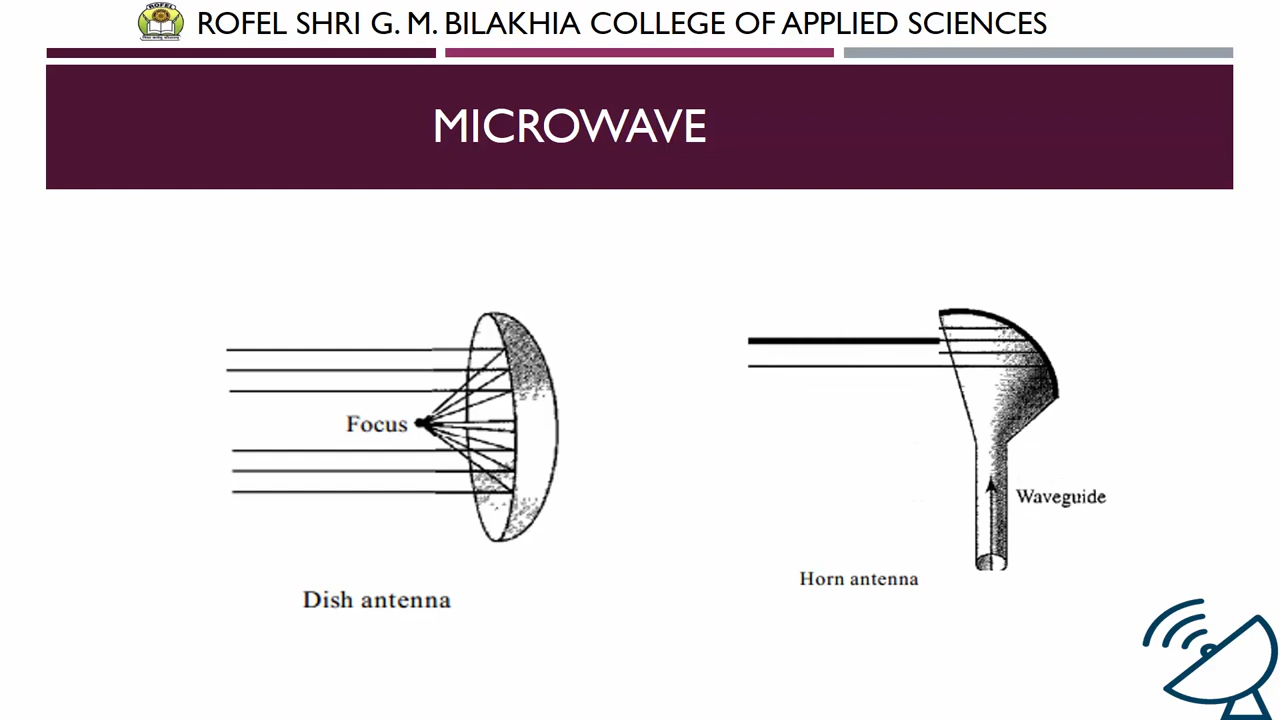 ROFEL SHRI G. M. BILAKHIA COLLEGE OF APPLIED SCIENCES
MICROWAVE
Focus
Waveguide
Horn antenna
Dish antenna